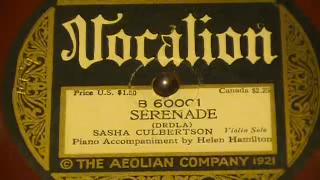 Vocalion
Price U.S. $1.50 Canada $2.25
B 60001
SERENADE
(DRDLA)
SASHA CULBERTSON Violin Solo
Piano Accompaniment by Helen Hamilton
© THE AEOLIAN COMPANY 1921